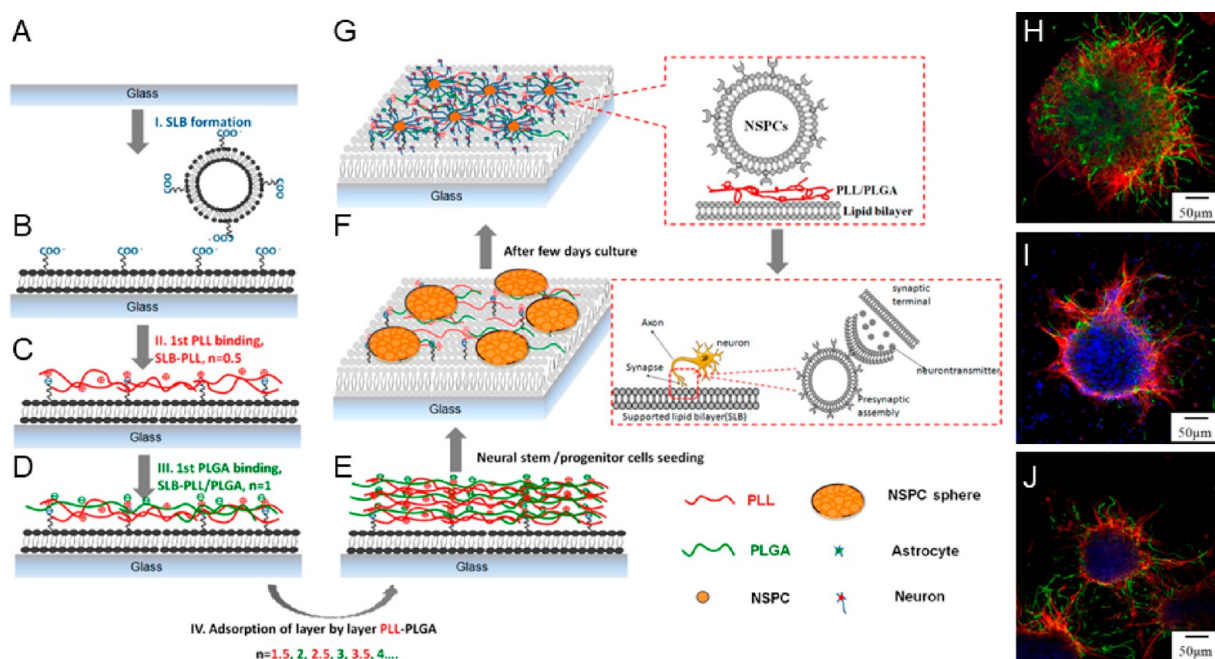 A
Glass
I. SLB formation
COO⁻
COO
COO
COO⁻
B
COO⁻
COO⁻
COO⁻
COO⁻
Glass
C
II. 1st PLL binding,
SLB-PLL, n=0.5
Glass
D
III. 1st PLGA binding,
SLB-PLL/PLGA, n=1
Glass
IV. Adsorption of layer by layer PLL-PLGA
n=1.5, 2, 2.5, 3, 3.5, 4....
E
Neural stem /progenitor cells seeding
Glass
F
After few days culture
Glass
G
Glass
NSPCs
PLL/PLGA
Lipid bilayer
Axon
neuron
Synapse
Supported lipid bilayer(SLB)
synaptic
terminal
neurontransmitter
Presynaptic
assembly
PLL
NSPC sphere
PLGA
Astrocyte
NSPC
Neuron
H
50µm
I
50µm
J
50µm